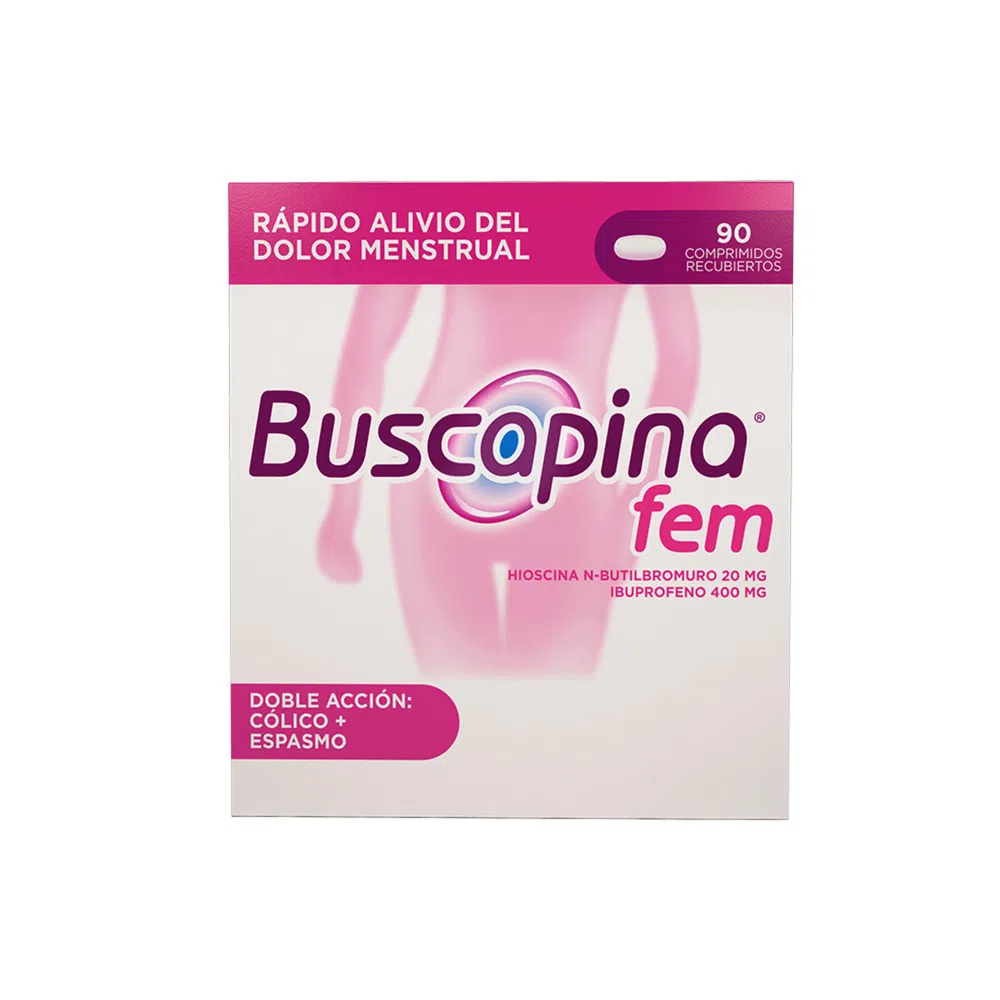 RÁPIDO ALIVIO DEL
DOLOR MENSTRUAL
90
COMPRIMIDOS
RECUBIERTOS
Buscapina®
fem
HIOSCINA N-BUTILBROMURO 20 MG
IBUPROFENO 400 MG
DOBLE ACCIÓN:
CÓLICO +
ESPASMO